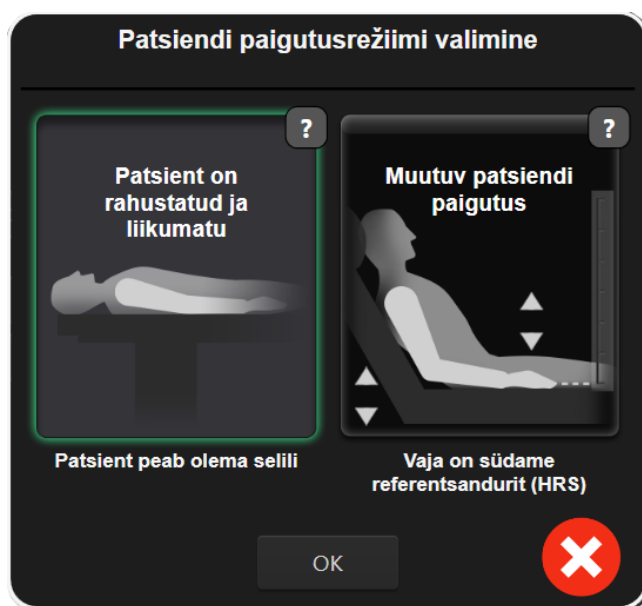 Patsiendi paigutusrežiimi valimine
?
?
Patsient on
rahustatud ja
liikumatu
Muutuv patsiendi
paigutus
Patsient peab olema selili
Vaja on südame
referentsandurit (HRS)
OK